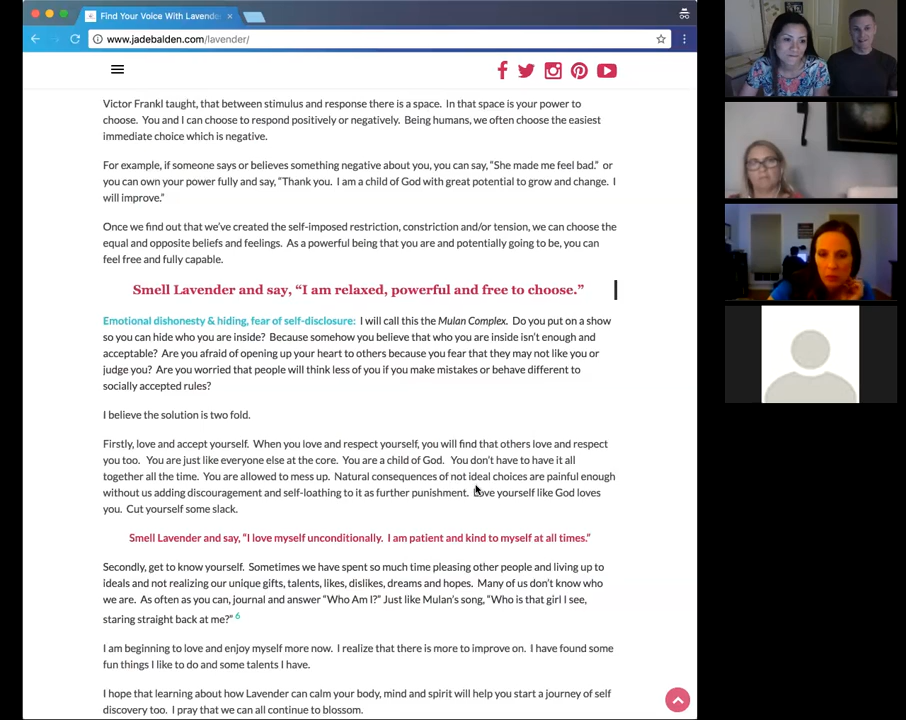 Find Your Voice With Lavende
www.jadebalden.com/lavender/
Victor Frankl taught, that between stimulus and response there is a space. In that space is your power to
choose. You and I can choose to respond positively or negatively. Being humans, we often choose the easiest
immediate choice which is negative.
For example, if someone says or believes something negative about you, you can say, “She made me feel bad.” or
you can own your power fully and say, “Thank you. I am a child of God with great potential to grow and change. I
will improve.”
Once we find out that we’ve created the self-imposed restriction, constriction and/or tension, we can choose the
equal and opposite beliefs and feelings. As a powerful being that you are and potentially going to be, you can
feel free and fully capable.
Smell Lavender and say, “I am relaxed, powerful and free to choose.”
Emotional dishonesty & hiding, fear of self-disclosure: I will call this the Mulan Complex. Do you put on a show
so you can hide who you are inside? Because somehow you believe that who you are inside isn’t enough and
acceptable? Are you afraid of opening up your heart to others because you fear that they may not like you or
judge you? Are you worried that people will think less of you if you make mistakes or behave different to
socially accepted rules?
I believe the solution is two fold.
Firstly, love and accept yourself. When you love and respect yourself, you will find that others love and respect
you too. You are just like everyone else at the core. You are a child of God. You don’t have to have it all
together all the time. You are allowed to mess up. Natural consequences of not ideal choices are painful enough
without us adding discouragement and self-loathing to it as further punishment. Love yourself like God loves
you. Cut yourself some slack.
Smell Lavender and say, “I love myself unconditionally. I am patient and kind to myself at all times.”
Secondly, get to know yourself. Sometimes we have spent so much time pleasing other people and living up to
ideals and not realizing our unique gifts, talents, likes, dislikes, dreams and hopes. Many of us don’t know who
we are. As often as you can, journal and answer “Who Am I?” Just like Mulan’s song, “Who is that girl I see,
staring straight back at me?” 6
I am beginning to love and enjoy myself more now. I realize that there is more to improve on. I have found some
fun things I like to do and some talents I have.
I hope that learning about how Lavender can calm your body, mind and spirit will help you start a journey of self
discovery too. I pray that we can all continue to blossom.